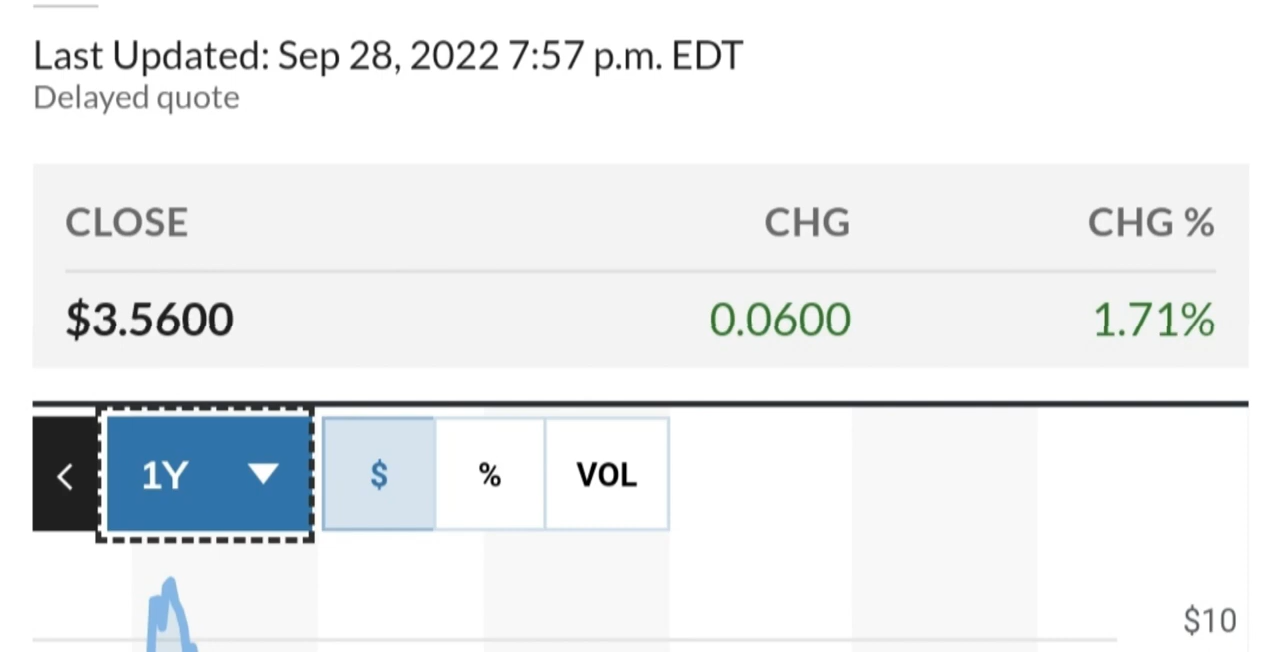 Last Updated: Sep 28, 2022 7:57 p.m. EDT
Delayed quote
CLOSE CHG CHG %
$3.5600 0.0600 1.71%
1Y $ % VOL
$10